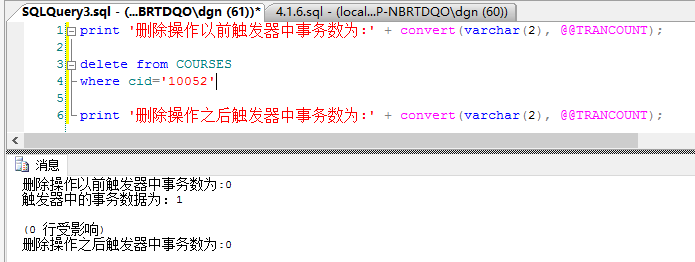 SQLQuery3.sql - (...BRTDQO\dgn (61))* 4.1.6.sql - (local...P-NBRTDQO\dgn (60))
1 print '删除操作以前触发器中事务数为:' + convert(varchar(2), @@TRANCOUNT);
2
3 delete from COURSES
4 where cid='10052'
5
6 print '删除操作之后触发器中事务数为:' + convert(varchar(2), @@TRANCOUNT);
消息
删除操作以前触发器中事务数为:0
触发器中的事务数据为: 1
(0 行受影响)
删除操作之后触发器中事务数为:0